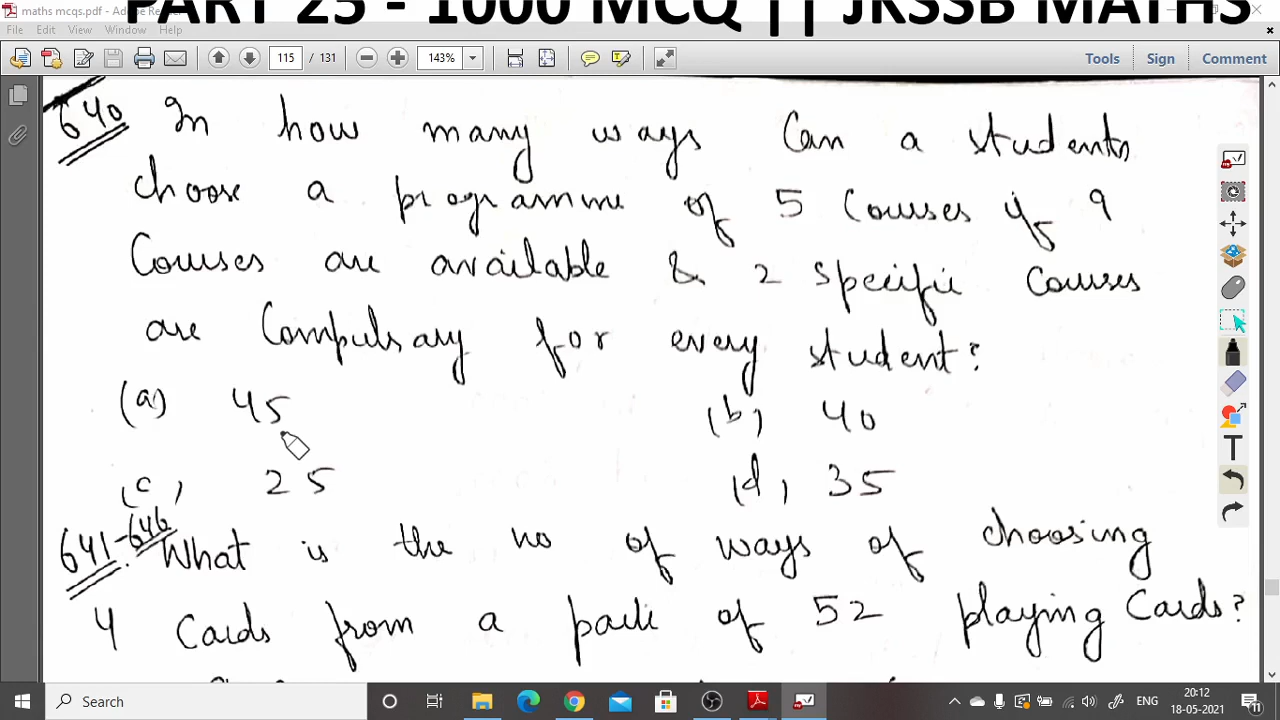 PART 25 - 1000 MCQ || JKSSB MATHS
maths mcqs.pdf - Adobe Reader
File Edit View Window Help
115 / 131 143% Tools Sign Comment
640 In how many ways Can a students
choose a programme of 5 Courses if 9
Courses are available & 2 specific Courses
are Compulsary for every student?
(a) 45 (b) 40
(c) 25 (d) 35
641-646 What is the no of ways of choosing
4 Cards from a pack of 52 playing Cards?
Search ENG 20:12
18-05-2021 11